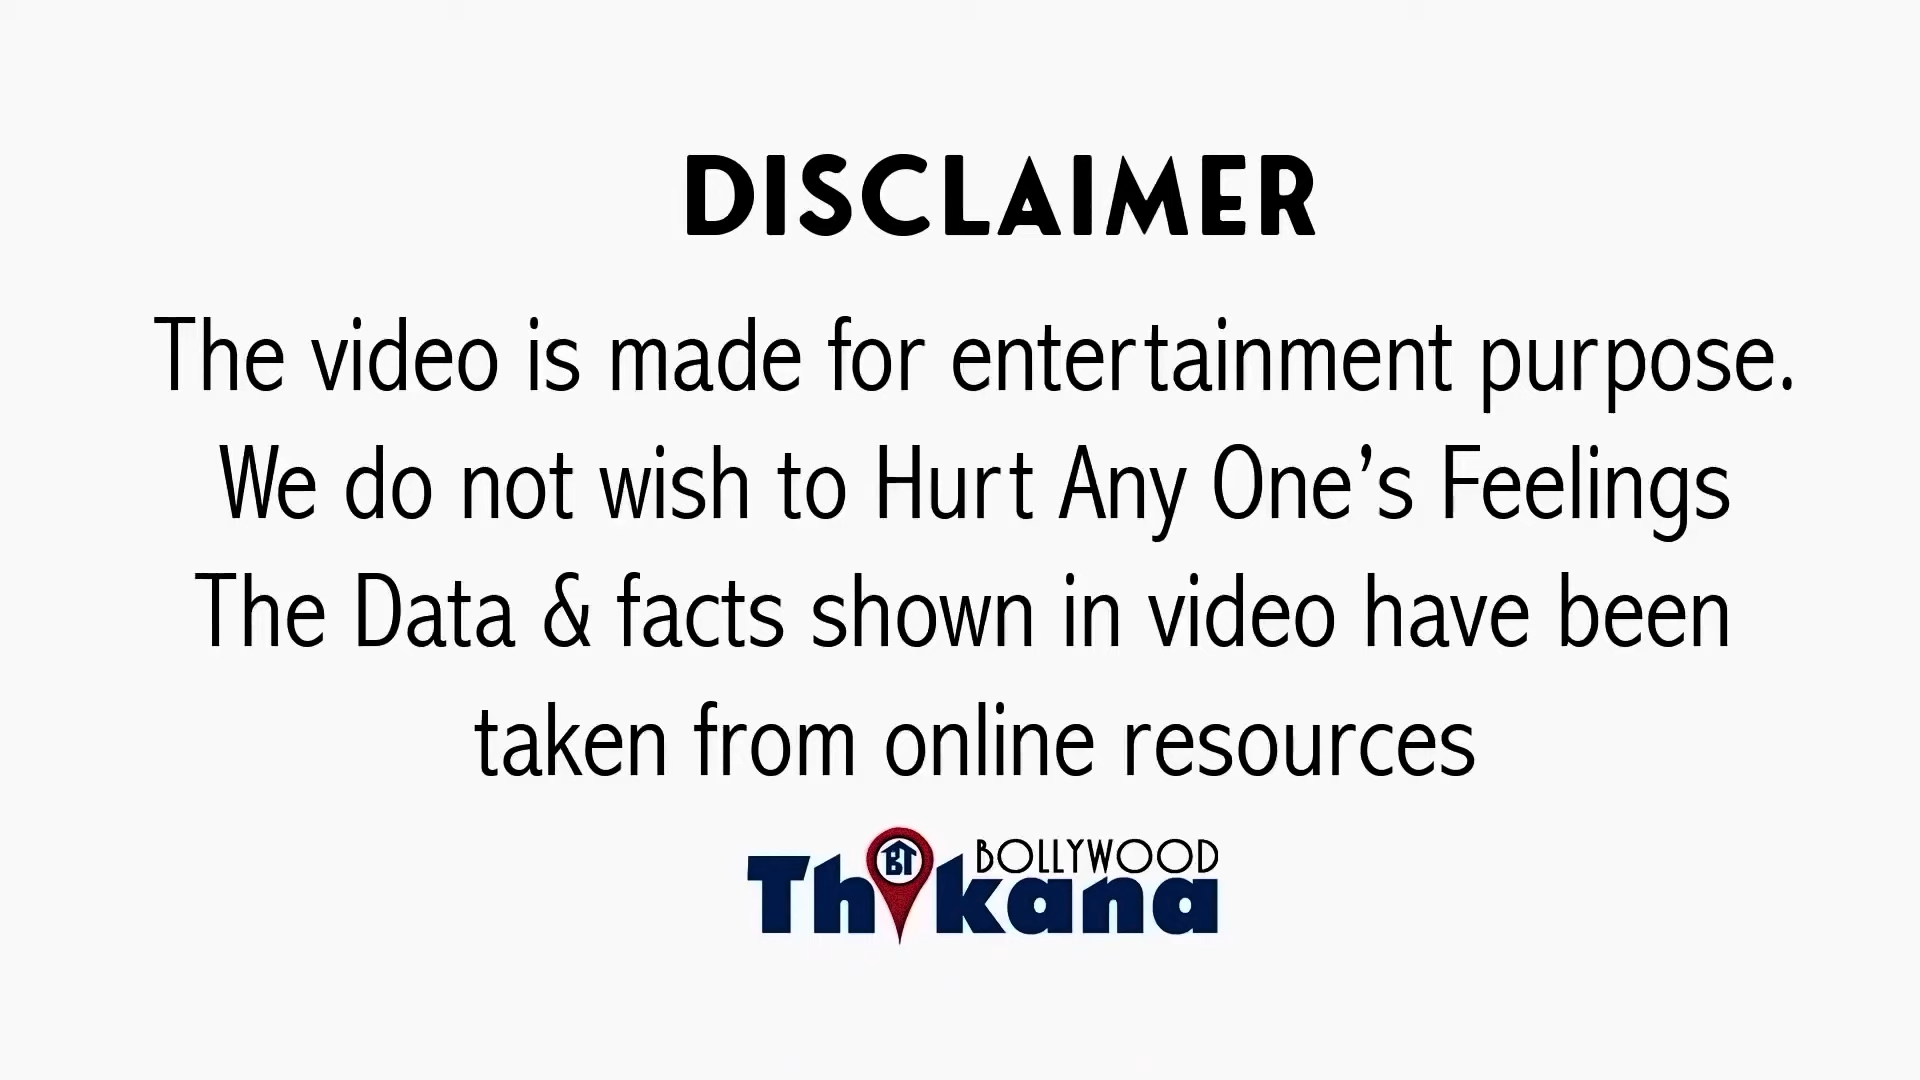 DISCLAIMER
The video is made for entertainment purpose.
We do not wish to Hurt Any One's Feelings
The Data & facts shown in video have been
taken from online resources
BOLLYWOOD
BT
Thikana